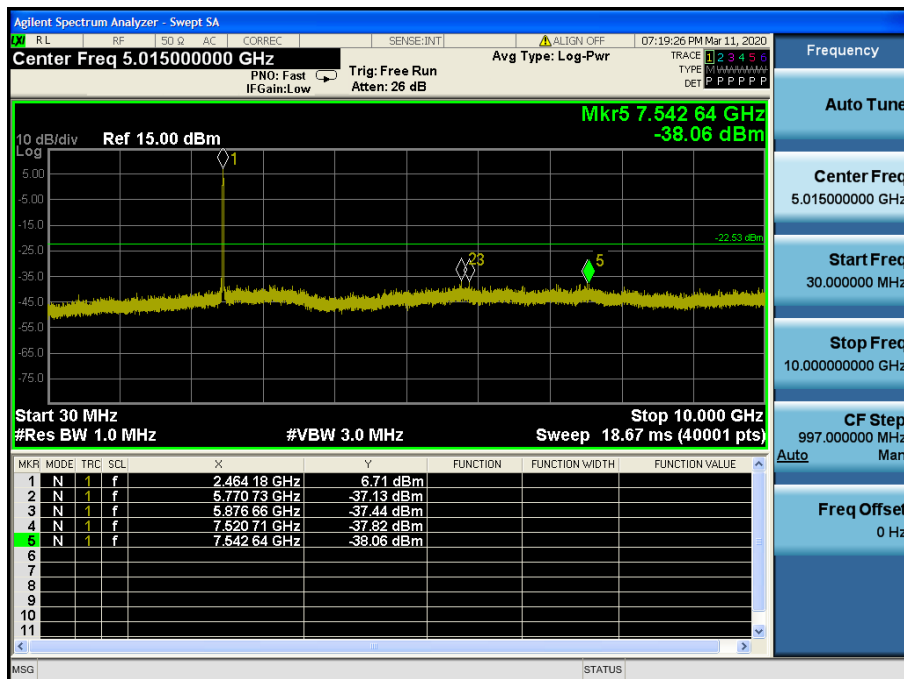 Agilent Spectrum Analyzer - Swept SA
LXI RL RF 50 Ω AC CORREC SENSE:INT ALIGN OFF 07:19:26 PM Mar 11, 2020
Center Freq 5.015000000 GHz
PNO: Fast
IFGain:Low
Trig: Free Run
Atten: 26 dB
Avg Type: Log-Pwr
TRACE 1 2 3 4 5 6
TYPE M WWWWW
DET P P P P P P
Mkr5 7.542 64 GHz
-38.06 dBm
10 dB/div
Log
Ref 15.00 dBm
1
5.00
-5.00
-15.0
-22.53 dBm
-25.0
23
5
-35.0
-45.0
-55.0
-65.0
-75.0
Start 30 MHz
Stop 10.000 GHz
#Res BW 1.0 MHz
#VBW 3.0 MHz
Sweep 18.67 ms (40001 pts)
MKR MODE TRC SCL X Y FUNCTION FUNCTION WIDTH FUNCTION VALUE
1 N 1 f 2.464 18 GHz 6.71 dBm
2 N 1 f 5.770 73 GHz -37.13 dBm
3 N 1 f 5.876 66 GHz -37.44 dBm
4 N 1 f 7.520 71 GHz -37.82 dBm
5 N 1 f 7.542 64 GHz -38.06 dBm
6
7
8
9
10
11
MSG
STATUS
Frequency
Auto Tune
Center Freq
5.015000000 GHz
Start Freq
30.000000 MHz
Stop Freq
10.000000000 GHz
CF Step
997.000000 MHz
Auto Man
Freq Offset
0 Hz